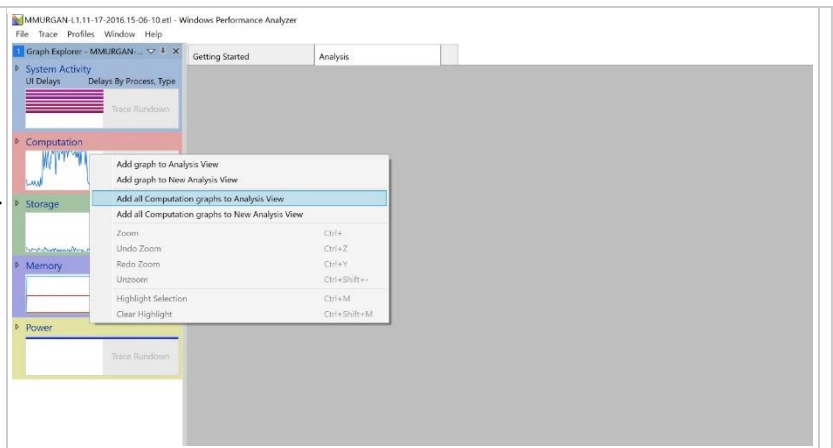 MMURGAN-L1.11-17-2016.15-06-10.etl - Windows Performance Analyzer
File Trace Profiles Window Help
1 Graph Explorer - MMURGAN-...
Getting Started Analysis
System Activity
UI Delays Delays By Process, Type
Trace Rundown
Computation
Add graph to Analysis View
Add graph to New Analysis View
Add all Computation graphs to Analysis View
Storage
Add all Computation graphs to New Analysis View
Zoom Ctrl+
Undo Zoom Ctrl+Z
Memory
Redo Zoom Ctrl+Y
Unzoom Ctrl+Shift+-
Highlight Selection Ctrl+M
Clear Highlight Ctrl+Shift+M
Power
Trace Rundown